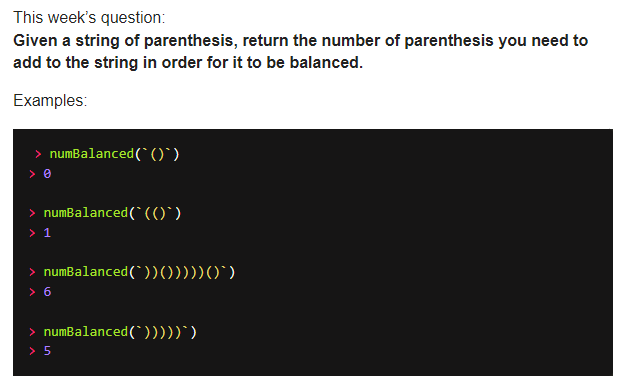 This week’s question:
Given a string of parenthesis, return the number of parenthesis you need to
add to the string in order for it to be balanced.
Examples:
> numBalanced(`()`)
> 0
> numBalanced(`(()`)
> 1
> numBalanced(`))()))))()`)
> 6
> numBalanced(`)))))`)
> 5